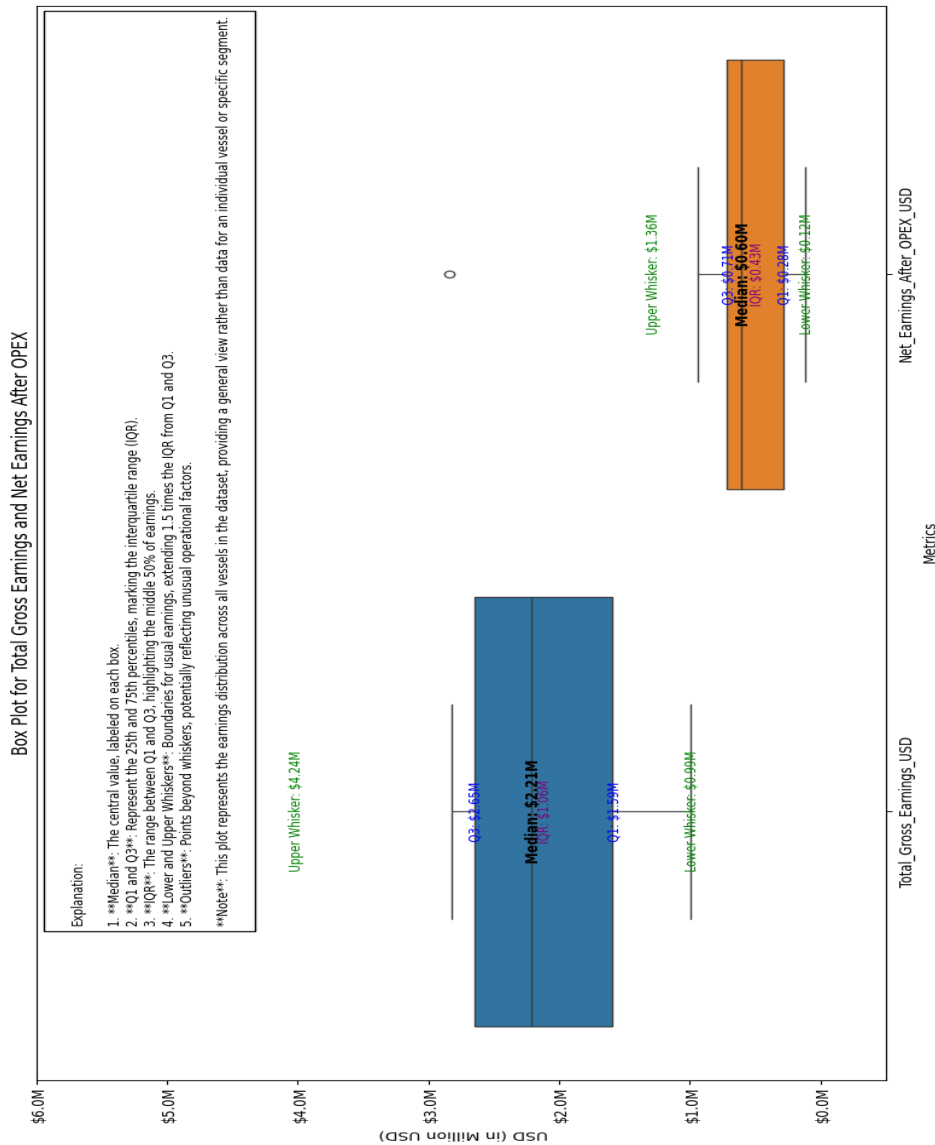 Box Plot for Total Gross Earnings and Net Earnings After OPEX
Explanation:
1. **Median**: The central value, labeled on each box.
2. **Q1 and Q3**: Represent the 25th and 75th percentiles, marking the interquartile range (IQR).
3. **IQR**: The range between Q1 and Q3, highlighting the middle 50% of earnings.
4. **Lower and Upper Whiskers**: Boundaries for usual earnings, extending 1.5 times the IQR from Q1 and Q3.
5. **Outliers**: Points beyond whiskers, potentially reflecting unusual operational factors.
**Note**: This plot represents the earnings distribution across all vessels in the dataset, providing a general view rather than data for an individual vessel or specific segment.
$6.0M
$5.0M
$4.0M
$3.0M
$2.0M
$1.0M
$0.0M
USD (in Million USD)
Upper Whisker: $4.24M
Q3: $2.65M
Median: $2.21M
IQR: $1.06M
Q1: $1.59M
Lower Whisker: $0.99M
Upper Whisker: $1.36M
Q3: $0.71M
Median: $0.60M
IQR: $0.43M
Q1: $0.28M
Lower Whisker: $0.12M
Total_Gross_Earnings_USD
Net_Earnings_After_OPEX_USD
Metrics